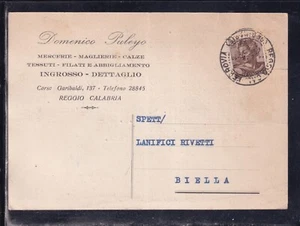 Domenico Puleyo
MERCERIE - MAGLIERIE - CALZE
TESSUTI - FILATI E ABBIGLIAMENTO
INGROSSO - DETTAGLIO
Corso Garibaldi, 137 - Telefono 28845
REGGIO CALABRIA
SPETT/
LANIFICI RIVETTI
BIELLA